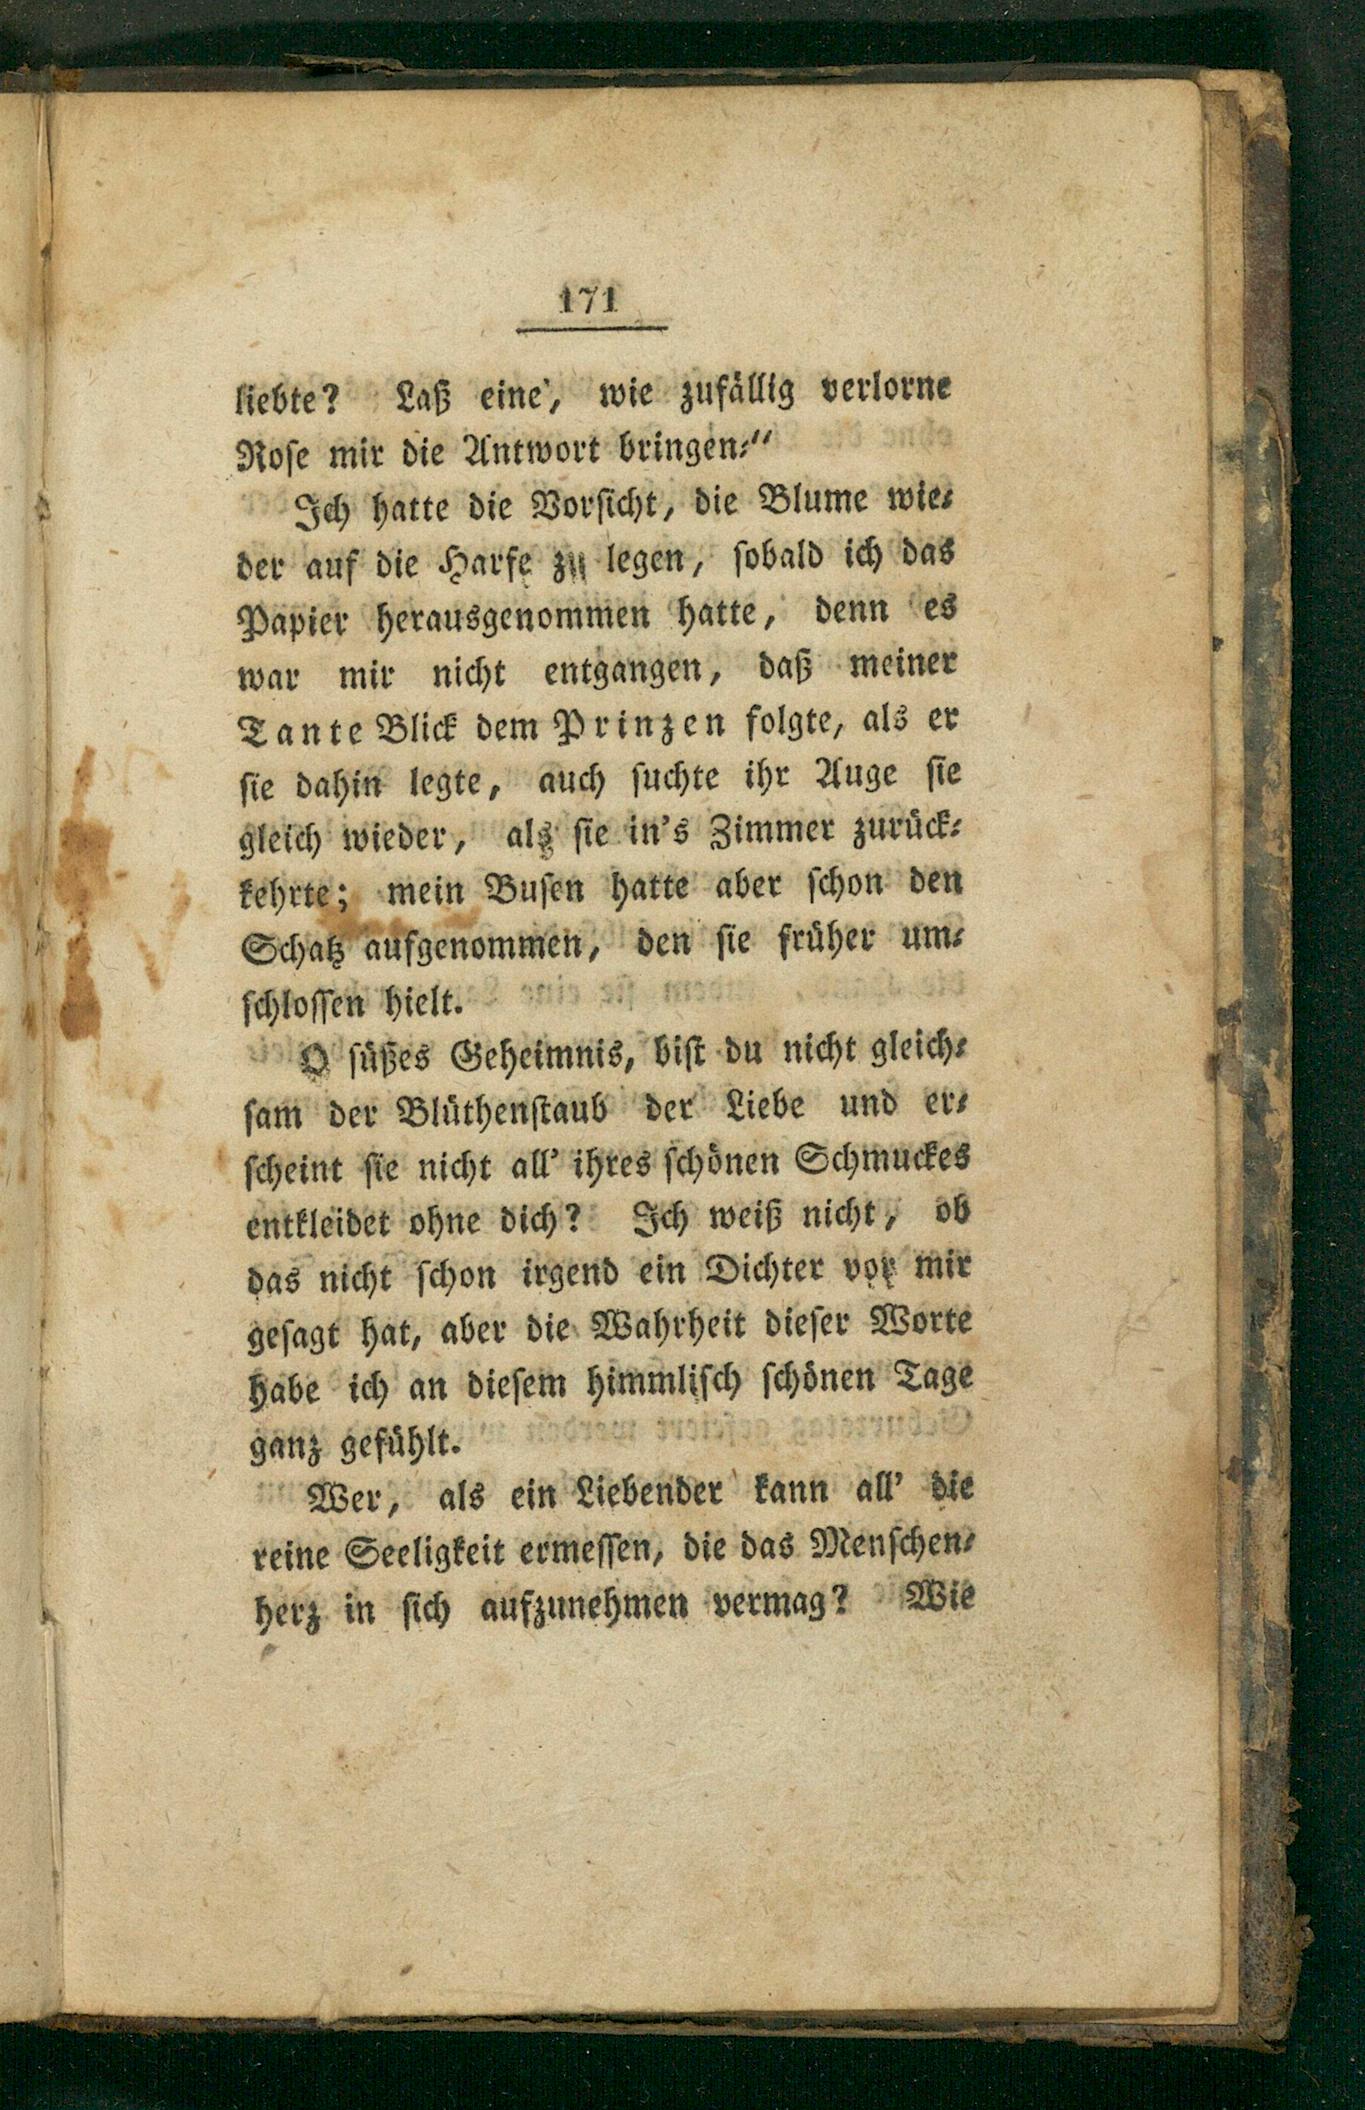 171
liebte? Laß eine, wie zufällig verlorne
Rose mir die Antwort bringen.“
Ich hatte die Vorsicht, die Blume wie-
der auf die Harfe zu legen, sobald ich das
Papier herausgenommen hatte, denn es
war mir nicht entgangen, daß meiner
Tante Blick dem Prinzen folgte, als er
sie dahin legte, auch suchte ihr Auge sie
gleich wieder, als sie in's Zimmer zurück-
kehrte; mein Busen hatte aber schon den
Schatz aufgenommen, den sie früher um-
schlossen hielt.
O süßes Geheimnis, bist du nicht gleich-
sam der Blüthenstaub der Liebe und er-
scheint sie nicht all' ihres schönen Schmuckes
entkleidet ohne dich? Ich weiß nicht, ob
das nicht schon irgend ein Dichter vor mir
gesagt hat, aber die Wahrheit dieser Worte
habe ich an diesem himmlisch schönen Tage
ganz gefühlt.
Wer, als ein Liebender kann all' die
reine Seeligkeit ermessen, die das Menschen-
herz in sich aufzunehmen vermag? Wie